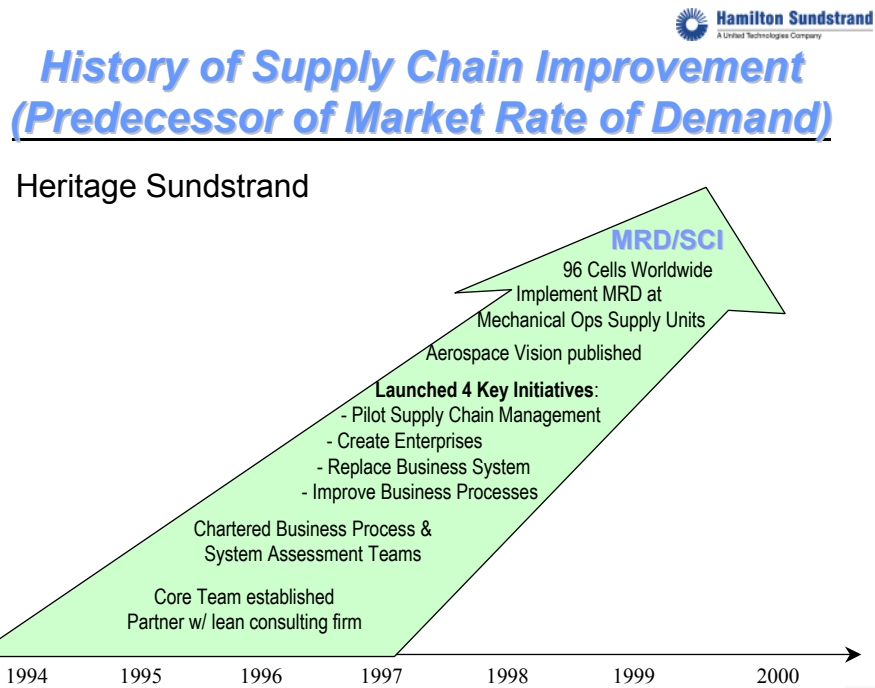 Hamilton Sundstrand
A United Technologies Company
History of Supply Chain Improvement
(Predecessor of Market Rate of Demand)
Heritage Sundstrand
MRD/SCI
96 Cells Worldwide
Implement MRD at
Mechanical Ops Supply Units
Aerospace Vision published
Launched 4 Key Initiatives:
- Pilot Supply Chain Management
- Create Enterprises
- Replace Business System
- Improve Business Processes
Chartered Business Process &
System Assessment Teams
Core Team established
Partner w/ lean consulting firm
1994 1995 1996 1997 1998 1999 2000